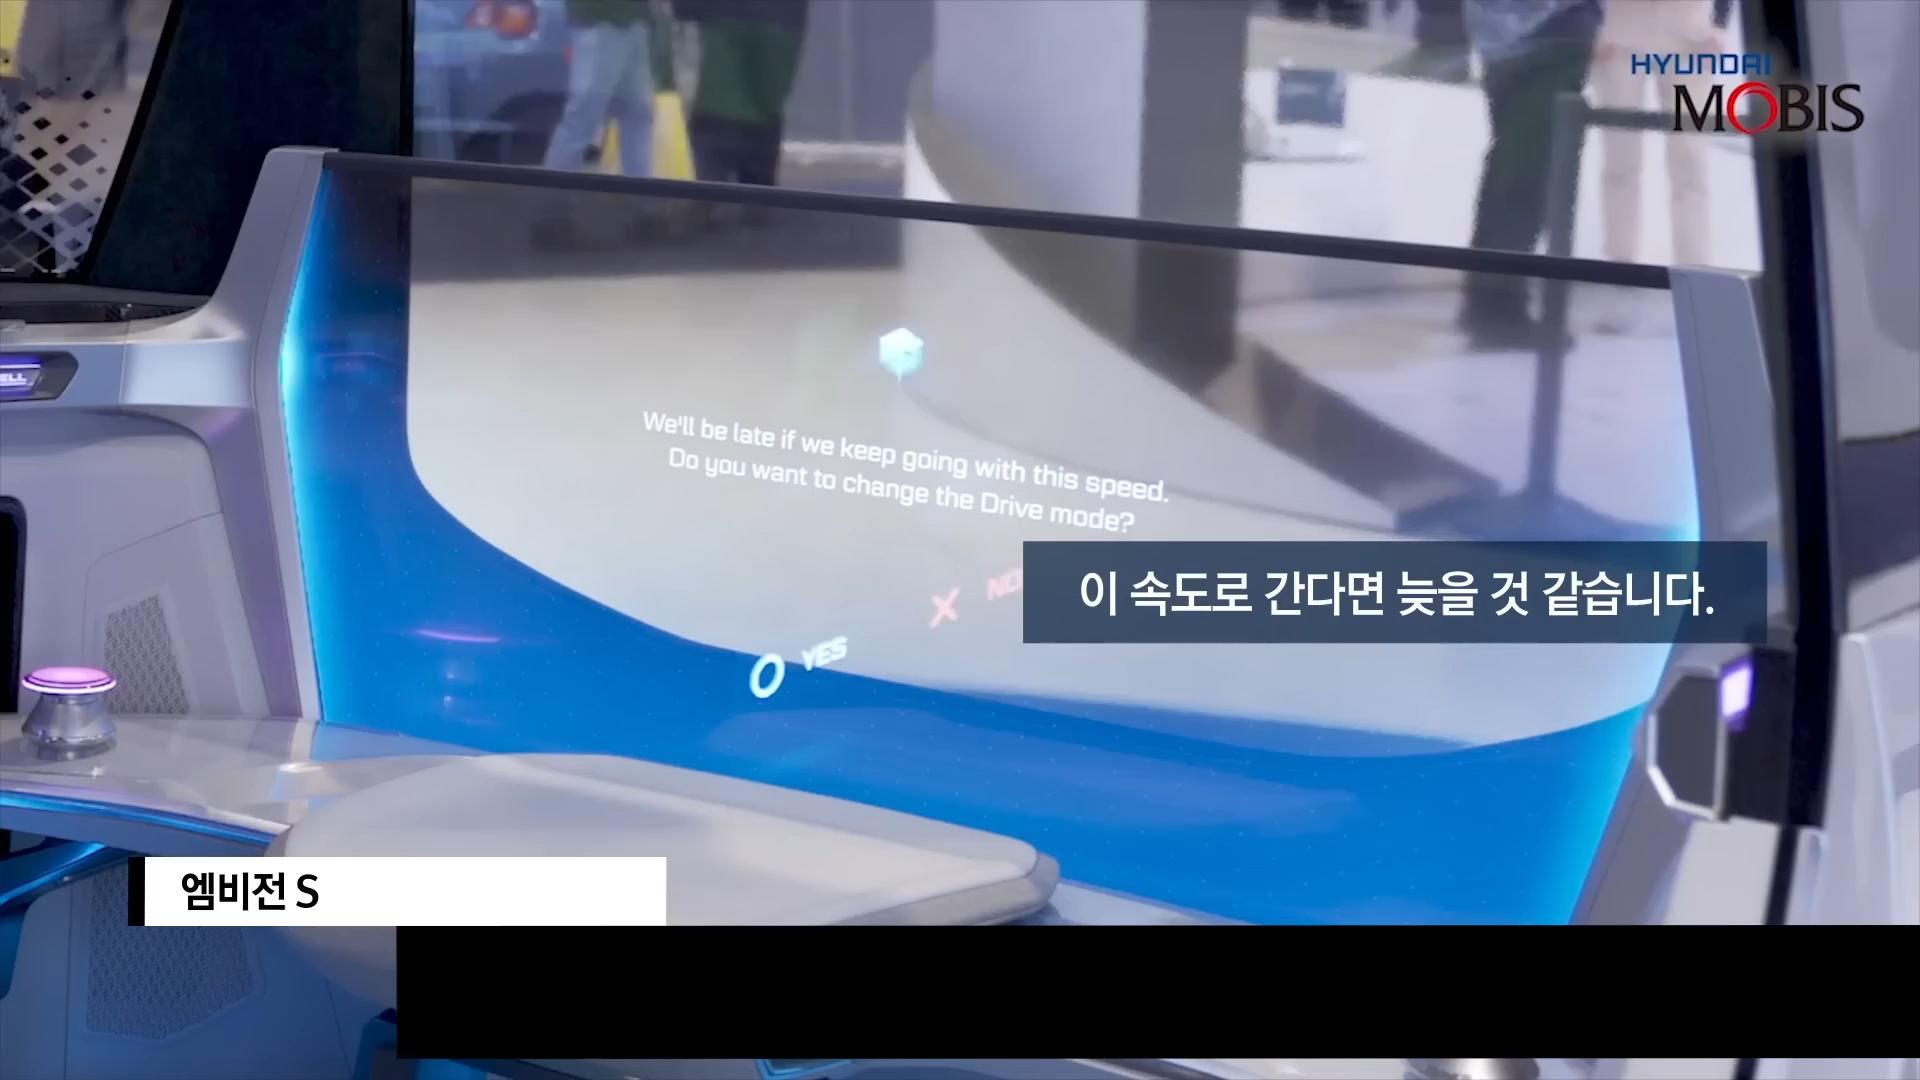 HYUNDAI
MOBIS
ELL
We'll be late if we keep going with this speed.
Do you want to change the Drive mode?
NO
이 속도로 간다면 늦을 것 같습니다.
YES
엠비전 S